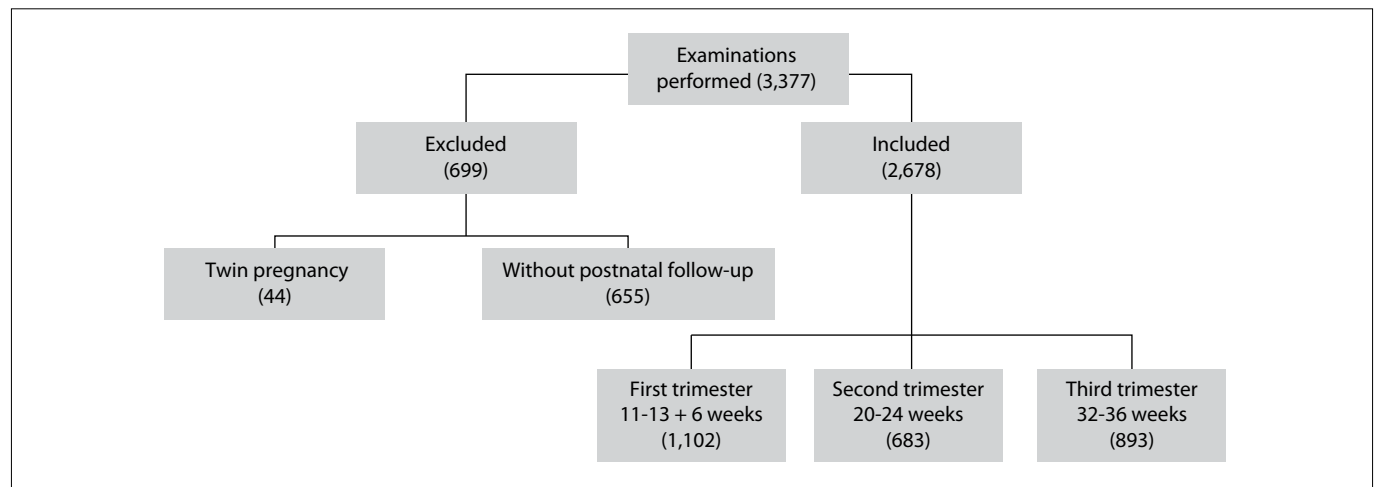 Examinations
performed (3,377)
Excluded
(699)
Included
(2,678)
Twin pregnancy
(44)
Without postnatal follow-up
(655)
First trimester
11-13 + 6 weeks
(1,102)
Second trimester
20-24 weeks
(683)
Third trimester
32-36 weeks
(893)